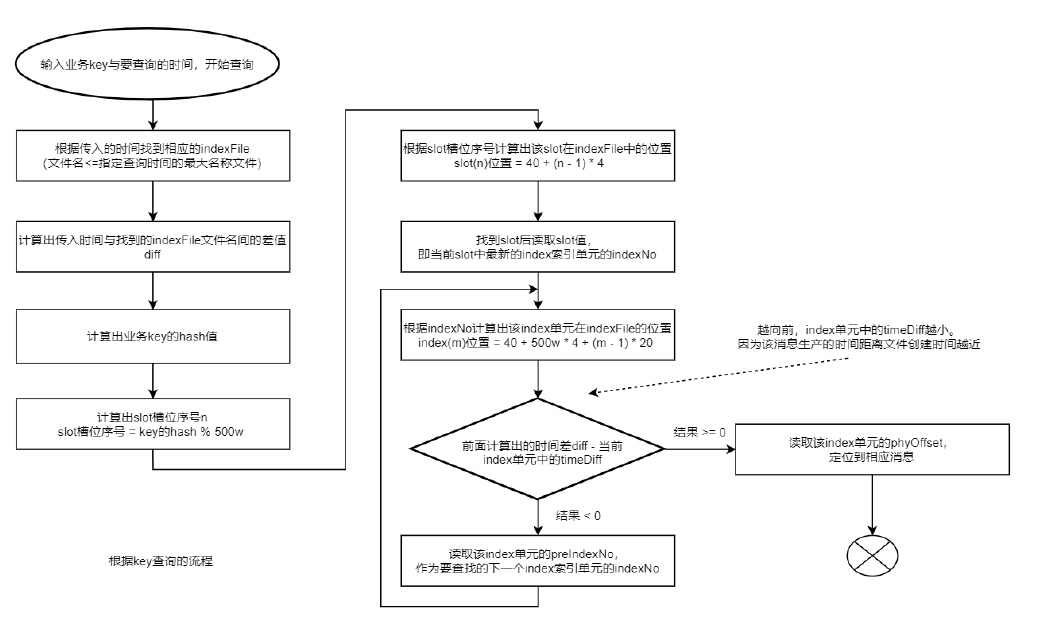 输入业务key与要查询的时间，开始查询
根据传入的时间找到相应的indexFile
(文件名<=指定查询时间的最大名称文件)
计算出传入时间与找到的indexFile文件名间的差值
diff
计算出业务key的hash值
计算出slot槽位序号n
slot槽位序号 = key的hash % 500w
根据slot槽位序号计算出该slot在indexFile中的位置
slot(n)位置 = 40 + (n - 1) * 4
找到slot后读取slot值，
即当前slot中最新的index索引单元的indexNo
根据indexNo计算出该index单元在indexFile的位置
index(m)位置 = 40 + 500w * 4 + (m - 1) * 20
越向前，index单元中的timeDiff越小。
因为该消息生产的时间距离文件创建时间越近
前面计算出的时间差diff - 当前
index单元中的timeDiff
结果 >= 0
读取该index单元的phyOffset，
定位到相应消息
结果 < 0
读取该index单元的preIndexNo，
作为要查找的下一个index索引单元的indexNo
根据key查询的流程